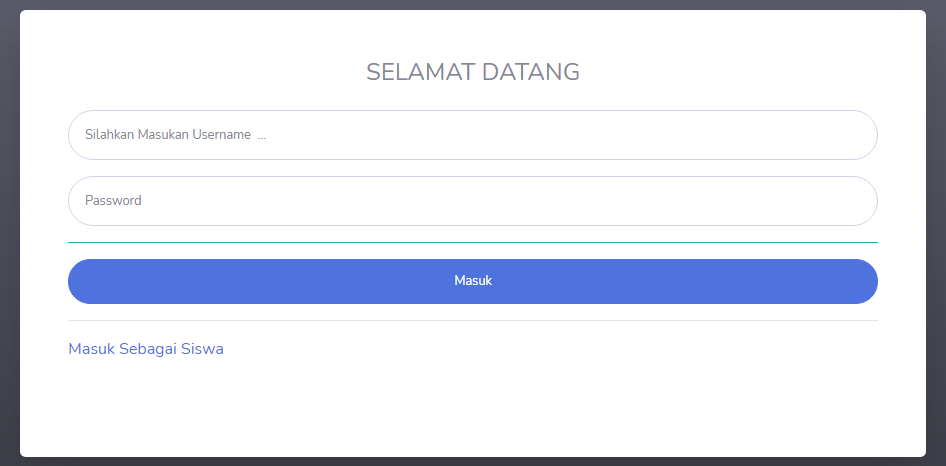 SELAMAT DATANG
Silahkan Masukan Username ...
Password
Masuk
Masuk Sebagai Siswa